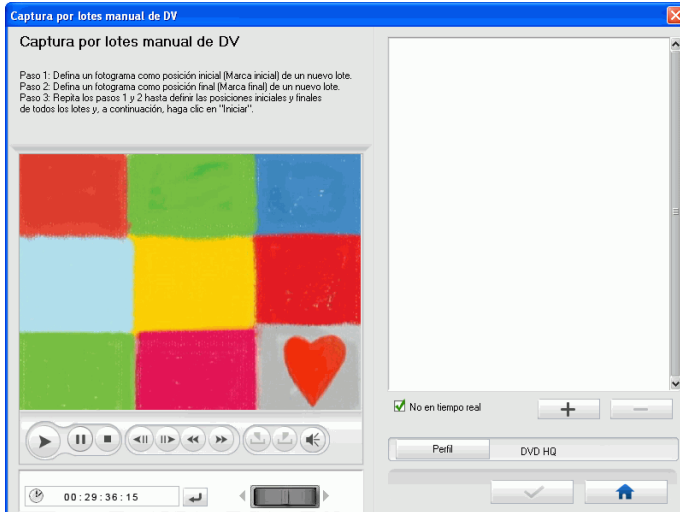 Captura por lotes manual de DV
Captura por lotes manual de DV
Paso 1: Defina un fotograma como posición inicial (Marca inicial) de un nuevo lote.
Paso 2: Defina un fotograma como posición final (Marca final) de un nuevo lote.
Paso 3: Repita los pasos 1 y 2 hasta definir las posiciones iniciales y finales
de todos los lotes y, a continuación, haga clic en "Iniciar".
No en tiempo real
Perfil DVD HQ
00:29:36:15